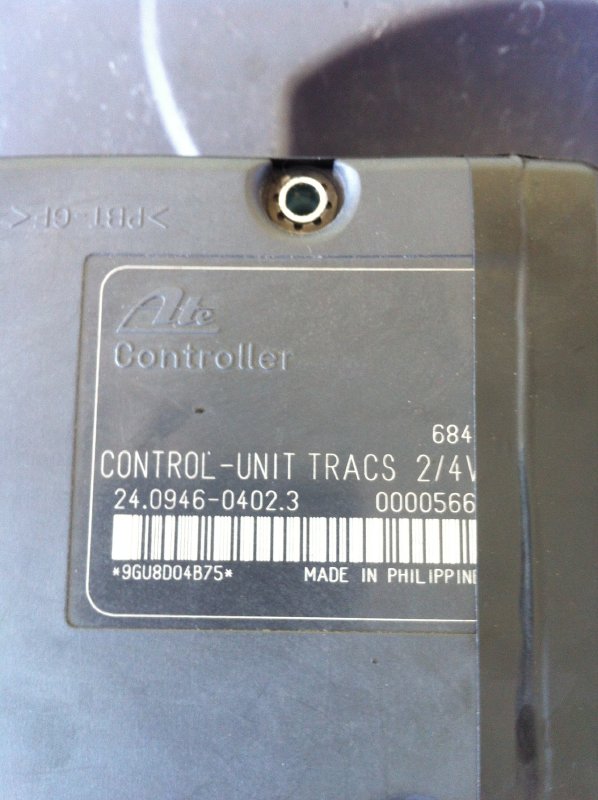 >PBT-GF<
Ate
Controller
684
CONTROL-UNIT TRACS 2/4V
24.0946-0402.3 0000566
*9GU8D04B75*
MADE IN PHILIPPINE